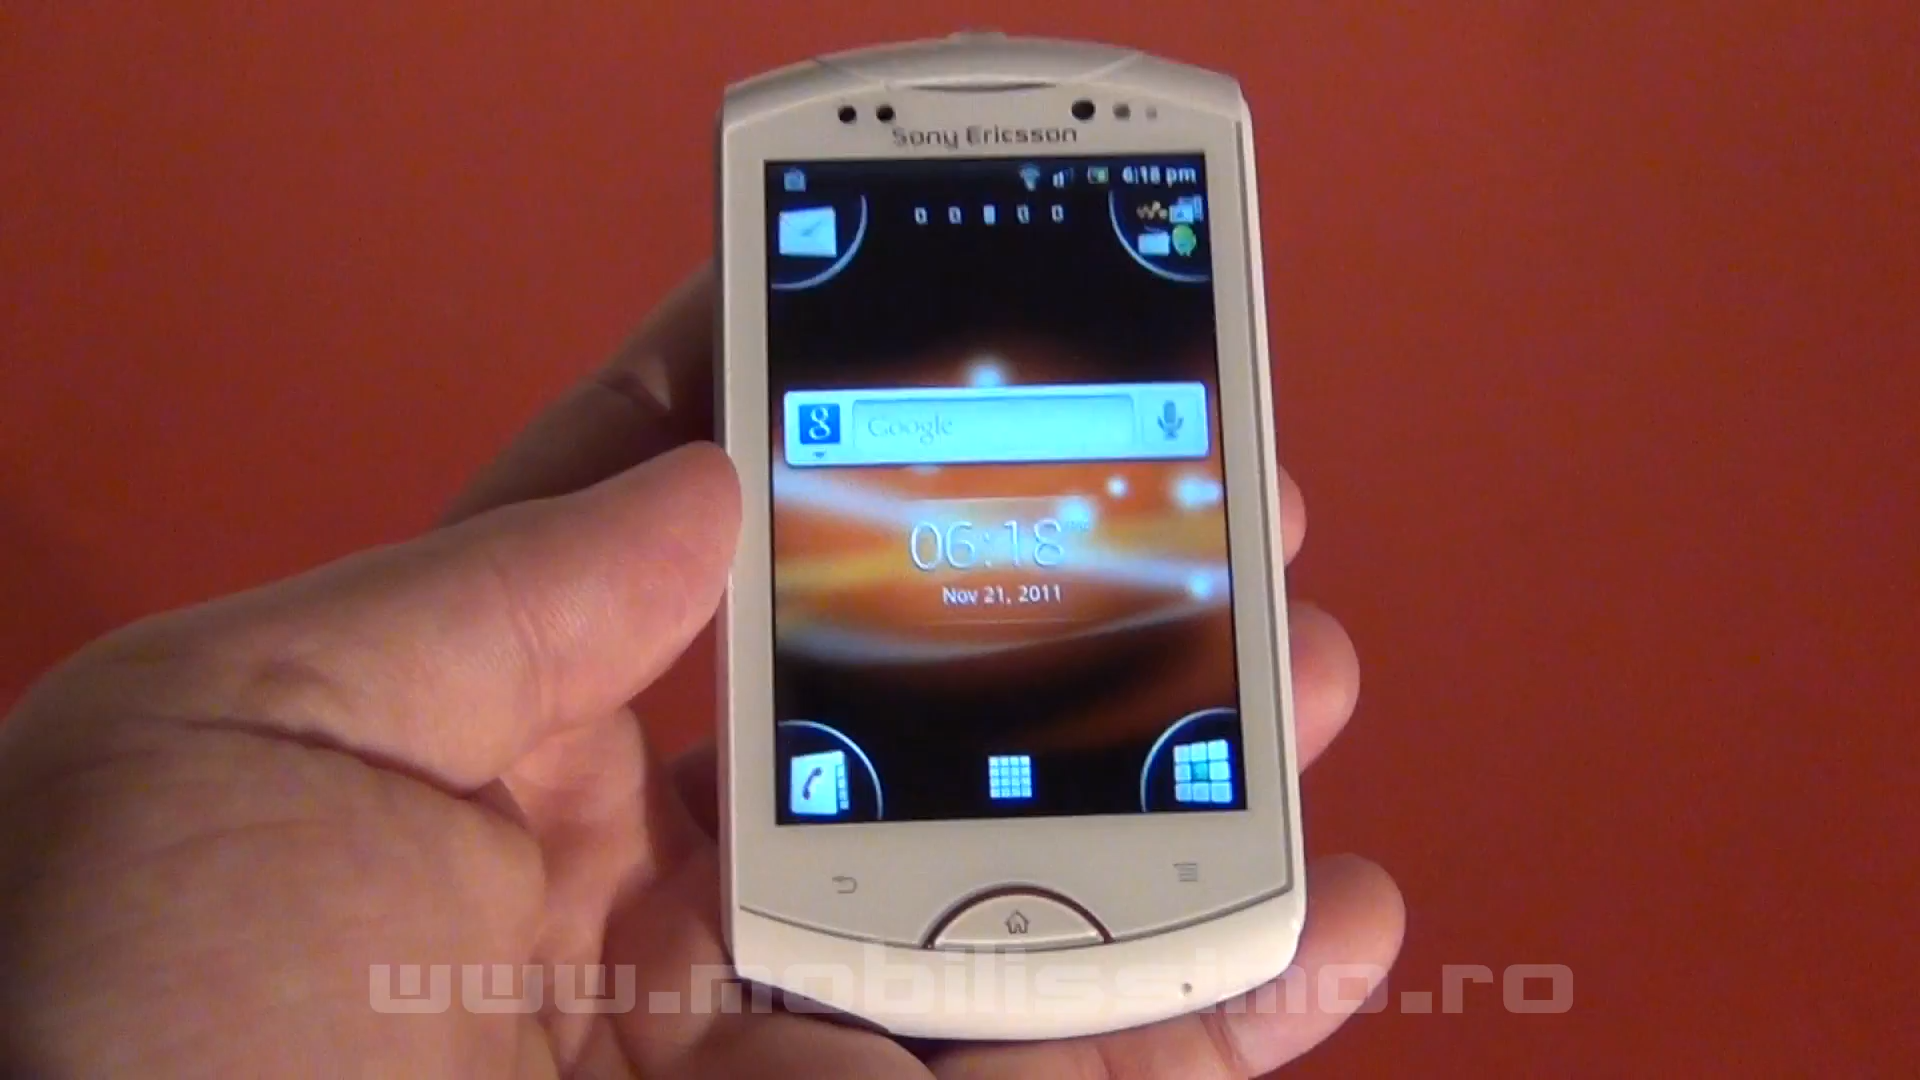 Sony Ericsson
6:18 pm
g Google
06:18
Nov 21, 2011
www.mobilissimo.ro